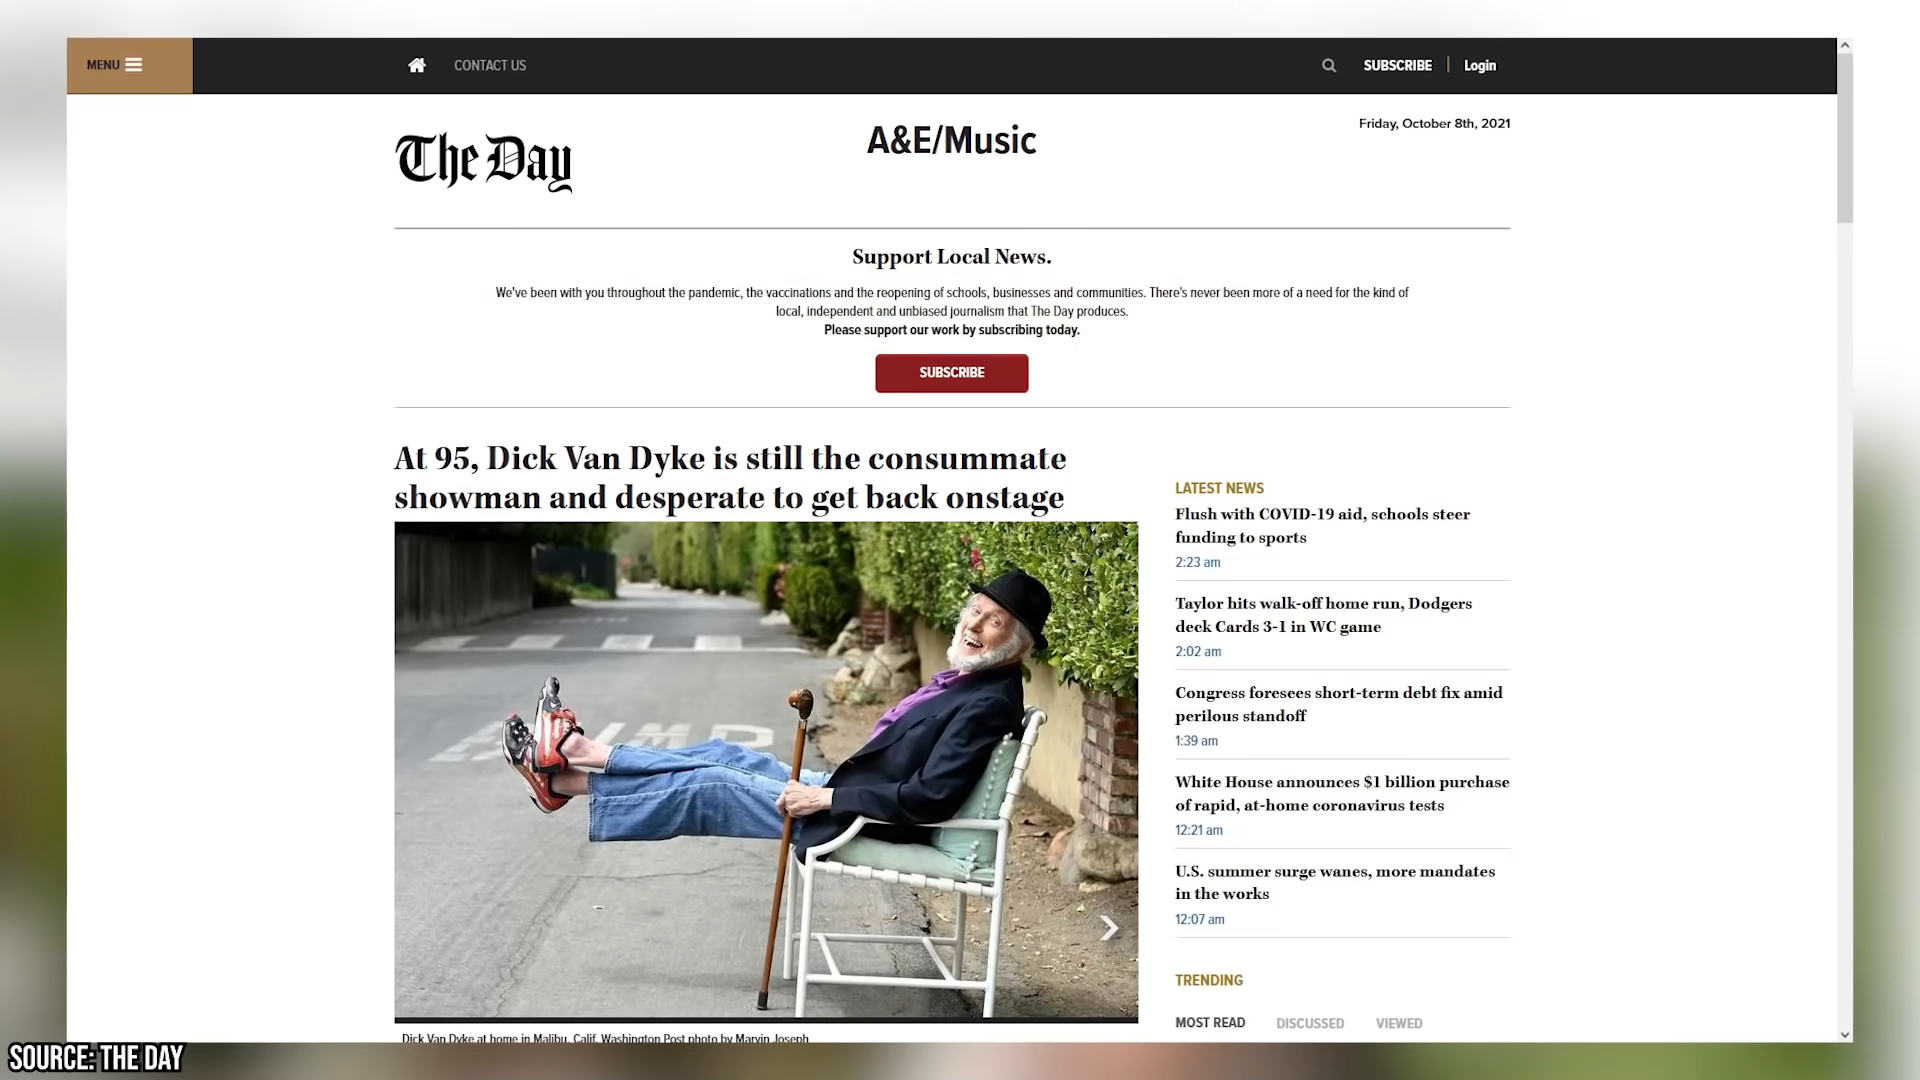 MENU
CONTACT US
SUBSCRIBE
Login
The Day
A&E/Music
Friday, October 8th, 2021
Support Local News.
We've been with you throughout the pandemic, the vaccinations and the reopening of schools, businesses and communities. There's never been more of a need for the kind of
local, independent and unbiased journalism that The Day produces.
Please support our work by subscribing today.
SUBSCRIBE
At 95, Dick Van Dyke is still the consummate
showman and desperate to get back onstage
Dick Van Dyke at home in Malibu, Calif. Washington Post photo by Marvin Joseph
LATEST NEWS
Flush with COVID-19 aid, schools steer
funding to sports
2:23 am
Taylor hits walk-off home run, Dodgers
deck Cards 3-1 in WC game
2:02 am
Congress foresees short-term debt fix amid
perilous standoff
1:39 am
White House announces $1 billion purchase
of rapid, at-home coronavirus tests
12:21 am
U.S. summer surge wanes, more mandates
in the works
12:07 am
TRENDING
MOST READ
DISCUSSED
VIEWED
SOURCE: THE DAY